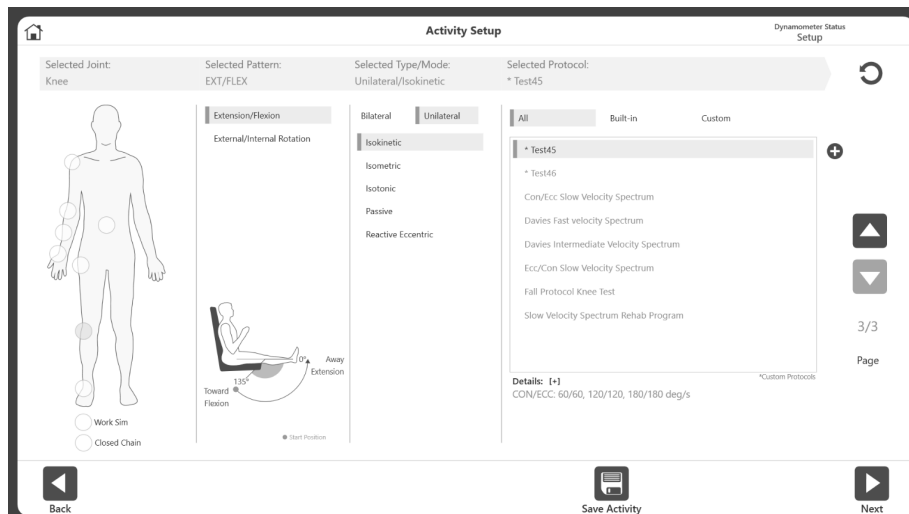 Activity Setup
Dynamometer Status
Setup
Selected Joint:
Knee
Selected Pattern:
EXT/FLEX
Selected Type/Mode:
Unilateral/Isokinetic
Selected Protocol:
* Test45
Extension/Flexion
External/Internal Rotation
Bilateral
Unilateral
Isokinetic
Isometric
Isotonic
Passive
Reactive Eccentric
All
Built-in
Custom
* Test45
* Test46
Con/Ecc Slow Velocity Spectrum
Davies Fast velocity Spectrum
Davies Intermediate Velocity Spectrum
Ecc/Con Slow Velocity Spectrum
Fall Protocol Knee Test
Slow Velocity Spectrum Rehab Program
*Custom Protocols
Details: [+]
CON/ECC: 60/60, 120/120, 180/180 deg/s
3/3
Page
0°
Away
Extension
135°
Toward
Flexion
Start Position
Work Sim
Closed Chain
Back
Save Activity
Next